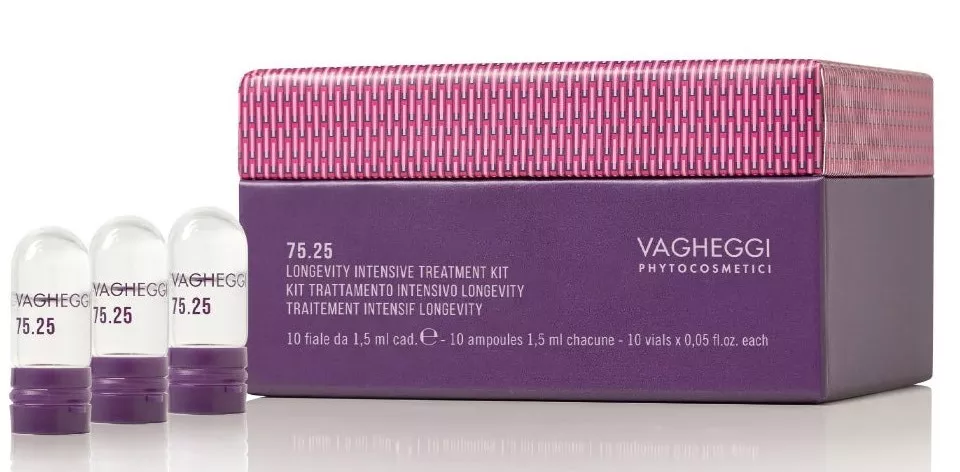 75.25
LONGEVITY INTENSIVE TREATMENT KIT
KIT TRATTAMENTO INTENSIVO LONGEVITY
TRAITEMENT INTENSIF LONGEVITY
10 fiale da 1,5 ml cad. ℮ - 10 ampoules 1,5 ml chacune - 10 vials x 0,05 fl.oz. each
VAGHEGGI
PHYTOCOSMETICI
VAGHEGGI
75.25
VAGHEGGI
75.25
VAGHEGGI
75.25